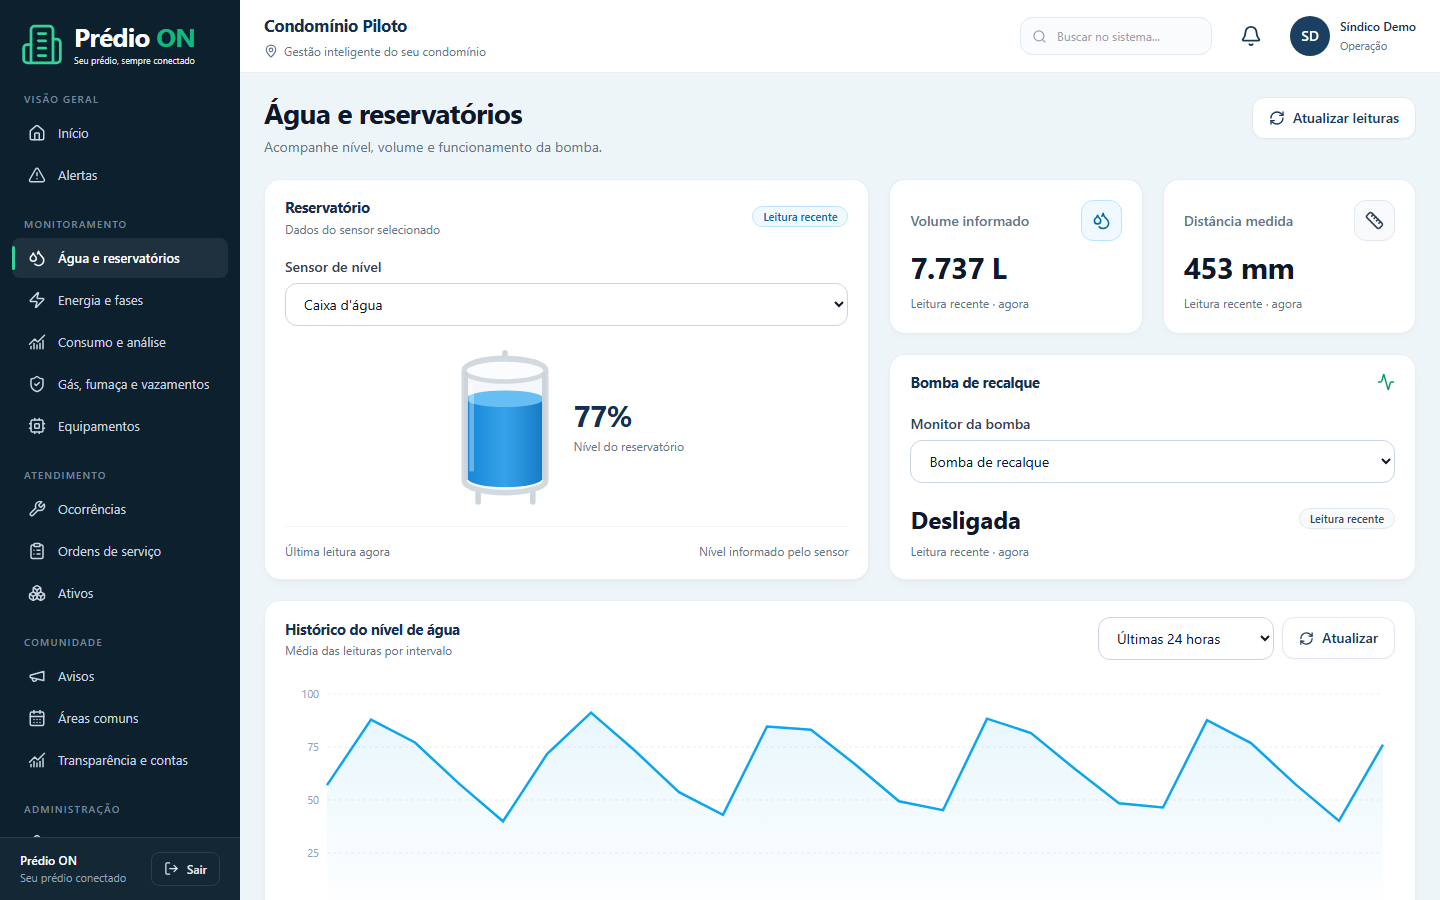 Prédio ON
Seu prédio, sempre conectado
VISÃO GERAL
Início
Alertas
MONITORAMENTO
Água e reservatórios
Energia e fases
Consumo e análise
Gás, fumaça e vazamentos
Equipamentos
ATENDIMENTO
Ocorrências
Ordens de serviço
Ativos
COMUNIDADE
Avisos
Áreas comuns
Transparência e contas
ADMINISTRAÇÃO
Prédio ON
Seu prédio conectado
Sair
Condomínio Piloto
Gestão inteligente do seu condomínio
Buscar no sistema...
SD
Síndico Demo
Operação
Água e reservatórios
Acompanhe nível, volume e funcionamento da bomba.
Atualizar leituras
Reservatório
Dados do sensor selecionado
Leitura recente
Sensor de nível
Caixa d'água
77%
Nível do reservatório
Última leitura agora
Nível informado pelo sensor
Volume informado
7.737 L
Leitura recente · agora
Distância medida
453 mm
Leitura recente · agora
Bomba de recalque
Monitor da bomba
Bomba de recalque
Desligada
Leitura recente
Leitura recente · agora
Histórico do nível de água
Média das leituras por intervalo
Últimas 24 horas
Atualizar
100
75
50
25